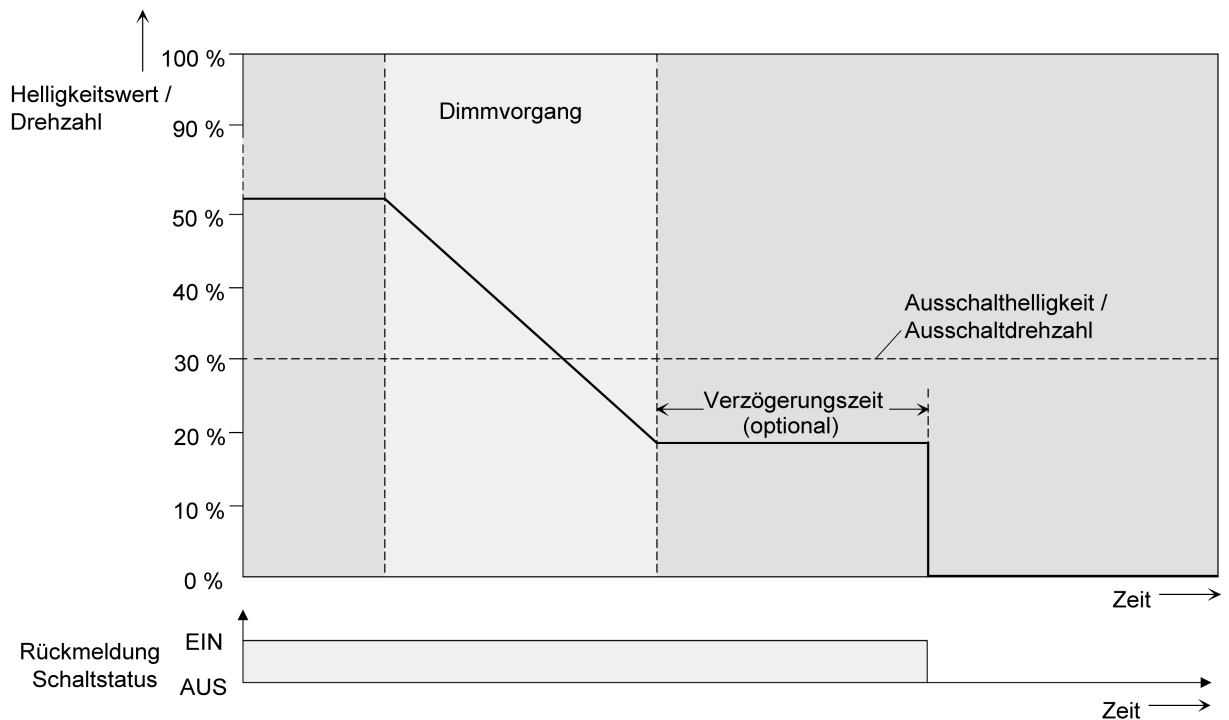 Helligkeitswert /
Drehzahl
100 %
90 %
50 %
40 %
30 %
20 %
10 %
0 %
Dimmvorgang
Ausschalthelligkeit /
Ausschaltdrehzahl
Verzögerungszeit
(optional)
Zeit
Rückmeldung
Schaltstatus
EIN
AUS
Zeit